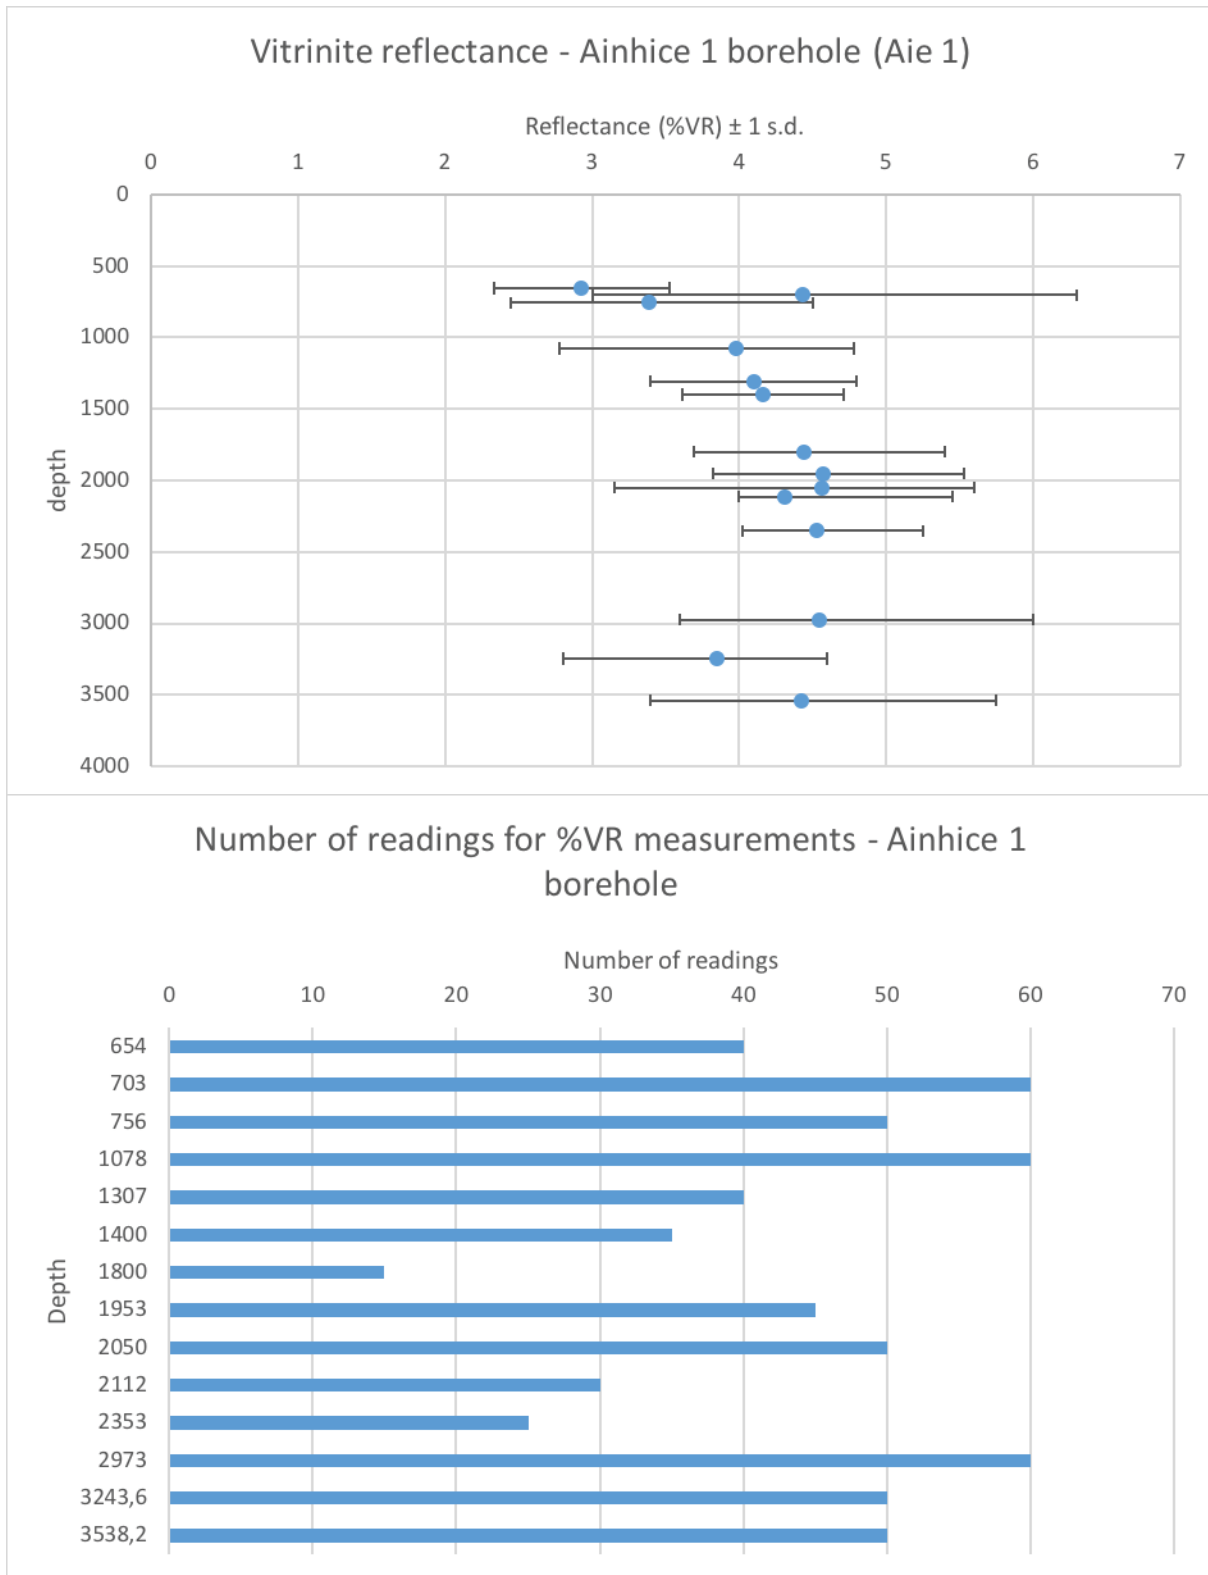 Vitrinite reflectance - Ainhice 1 borehole (Aie 1)
Reflectance (%VR) ± 1 s.d.
0 1 2 3 4 5 6 7
0
500
1000
1500
2000
2500
3000
3500
4000
depth
Number of readings for %VR measurements - Ainhice 1
borehole
Number of readings
0 10 20 30 40 50 60 70
654
703
756
1078
1307
1400
1800
1953
2050
2112
2353
2973
3243,6
3538,2
Depth